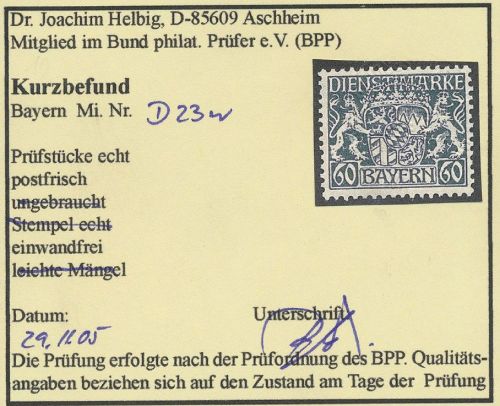 Dr. Joachim Helbig, D-85609 Aschheim
Mitglied im Bund philat. Prüfer e.V. (BPP)
Kurzbefund
Bayern Mi. Nr. D 23 w
DIENSTMARKE
60 BAYERN 60
Prüfstücke echt
postfrisch
ungebraucht
Stempel echt
einwandfrei
leichte Mängel
Datum: Unterschrift:
29.11.05
Die Prüfung erfolgte nach der Prüfordnung des BPP. Qualitäts-
angaben beziehen sich auf den Zustand am Tage der Prüfung